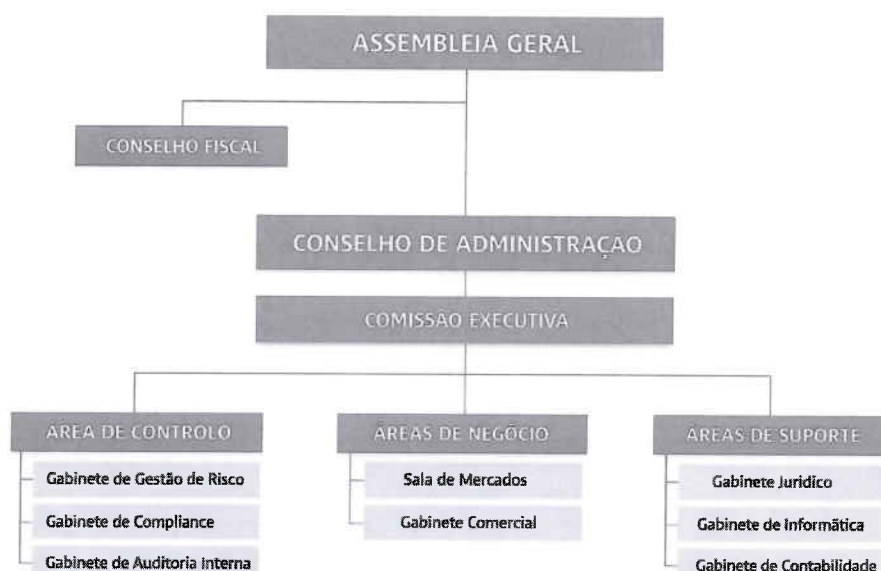 ASSEMBLEIA GERAL
CONSELHO FISCAL
CONSELHO DE ADMINISTRAÇÃO
COMISSÃO EXECUTIVA
ÁREA DE CONTROLO
Gabinete de Gestão de Risco
Gabinete de Compliance
Gabinete de Auditoria Interna
ÁREAS DE NEGÓCIO
Sala de Mercados
Gabinete Comercial
ÁREAS DE SUPORTE
Gabinete Juridíco
Gabinete de Informática
Gabinete de Contabilidade